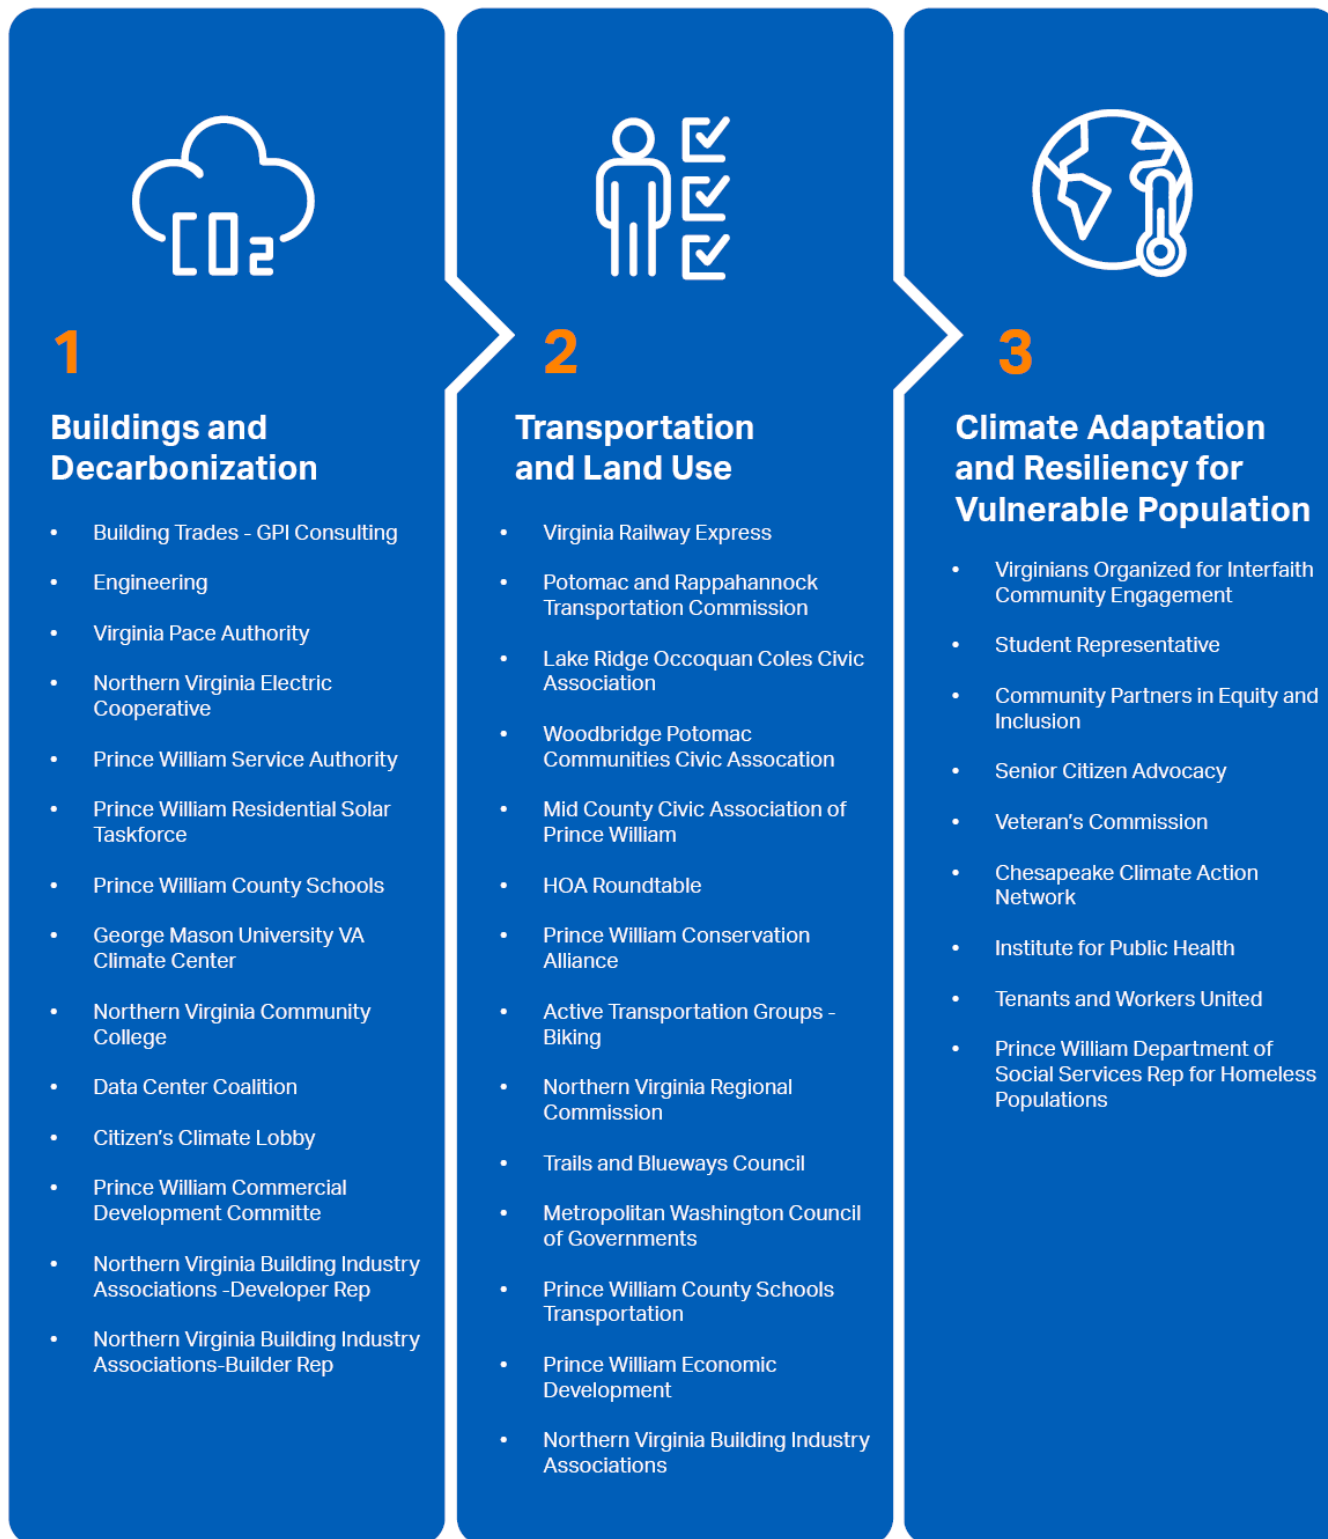 CO2
1
Buildings and
Decarbonization
• Building Trades - GPI Consulting
• Engineering
• Virginia Pace Authority
• Northern Virginia Electric
Cooperative
• Prince William Service Authority
• Prince William Residential Solar
Taskforce
• Prince William County Schools
• George Mason University VA
Climate Center
• Northern Virginia Community
College
• Data Center Coalition
• Citizen's Climate Lobby
• Prince William Commercial
Development Committe
• Northern Virginia Building Industry
Associations -Developer Rep
• Northern Virginia Building Industry
Associations-Builder Rep
2
Transportation
and Land Use
• Virginia Railway Express
• Potomac and Rappahannock
Transportation Commission
• Lake Ridge Occoquan Coles Civic
Association
• Woodbridge Potomac
Communities Civic Assocation
• Mid County Civic Association of
Prince William
• HOA Roundtable
• Prince William Conservation
Alliance
• Active Transportation Groups -
Biking
• Northern Virginia Regional
Commission
• Trails and Blueways Council
• Metropolitan Washington Council
of Governments
• Prince William County Schools
Transportation
• Prince William Economic
Development
• Northern Virginia Building Industry
Associations
3
Climate Adaptation
and Resiliency for
Vulnerable Population
• Virginians Organized for Interfaith
Community Engagement
• Student Representative
• Community Partners in Equity and
Inclusion
• Senior Citizen Advocacy
• Veteran's Commission
• Chesapeake Climate Action
Network
• Institute for Public Health
• Tenants and Workers United
• Prince William Department of
Social Services Rep for Homeless
Populations